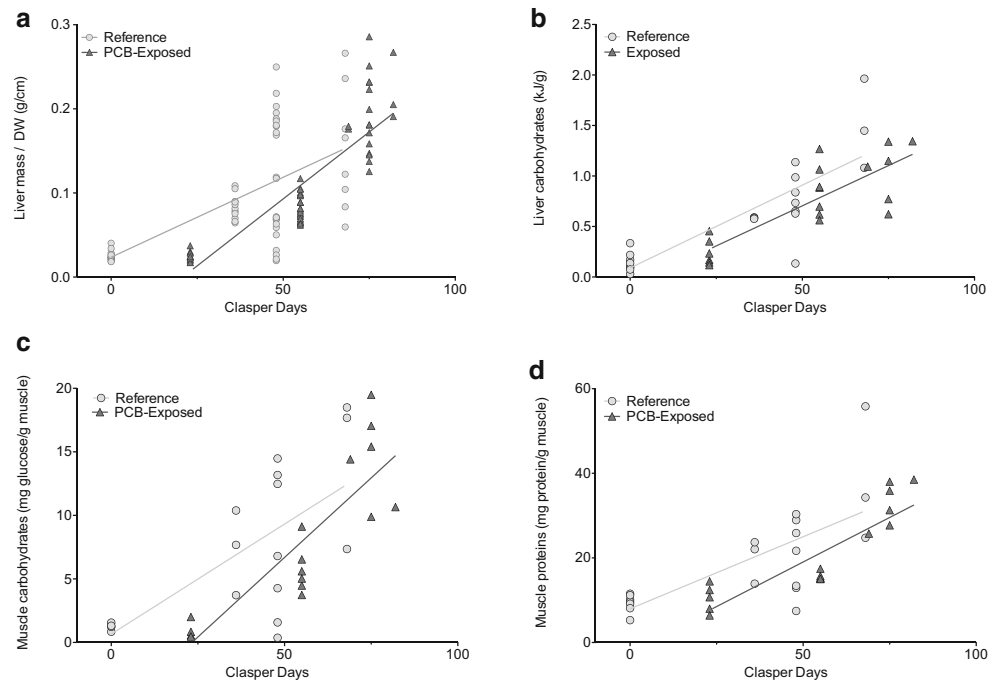 a
Reference
PCB-Exposed
0.3
0.2
0.1
0.0
Liver mass / DW (g/cm)
0
50
100
Clasper Days
b
Reference
Exposed
2.5
2.0
1.5
1.0
0.5
0.0
Liver carbohydrates (kJ/g)
0
50
100
Clasper Days
c
Reference
PCB-Exposed
20
15
10
5
0
Muscle carbohydrates (mg glucose/g muscle)
0
50
100
Clasper Days
d
Reference
PCB-Exposed
60
40
20
0
Muscle proteins (mg protein/g muscle)
0
50
100
Clasper Days